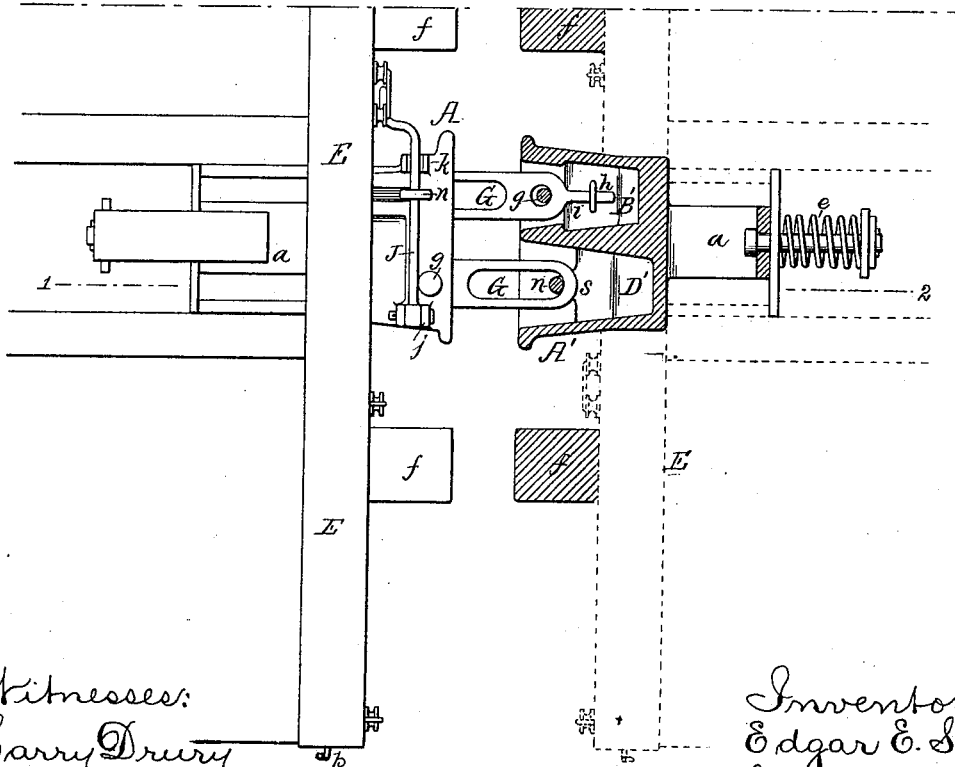 f f
A
E k
n G g i h B' a e
a J g
1 G n s D' 2
j A'
f f E
E
Witnesses: Inventor
Harry Drury Edgar E. S
p p